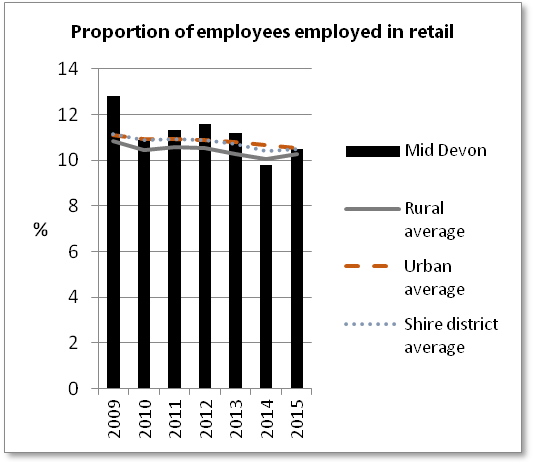 Proportion of employees employed in retail
14
12
10
8
6
4
2
0
%
2009
2010
2011
2012
2013
2014
2015
Mid Devon
Rural
average
Urban
average
Shire district
average